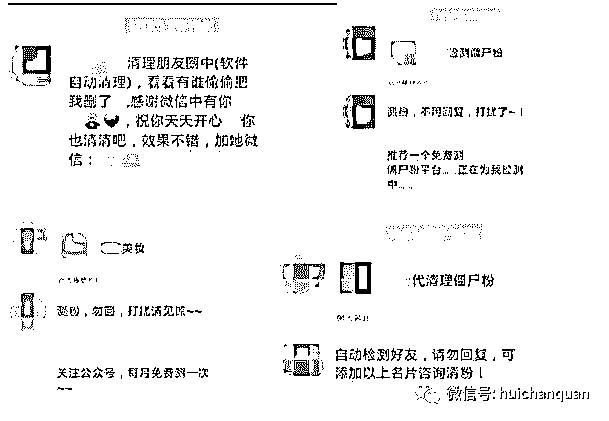 清理朋友圈中(软件
自动清理)，看看有谁偷偷把
我删了 .感谢微信中有你
，祝你天天开心 你
也清清吧，效果不错，加她微
信：
检测僵尸粉
测粉，不用回复，打扰了~！
推荐一个免费测
僵尸粉平台……正在为我检测
中……
美妆
测粉，勿回，打扰请见谅~~
关注公众号，每月免费测一次
~~
代清理僵尸粉
自动检测好友，请勿回复，可
添加以上名片咨询清粉！
微信号: huichanquan